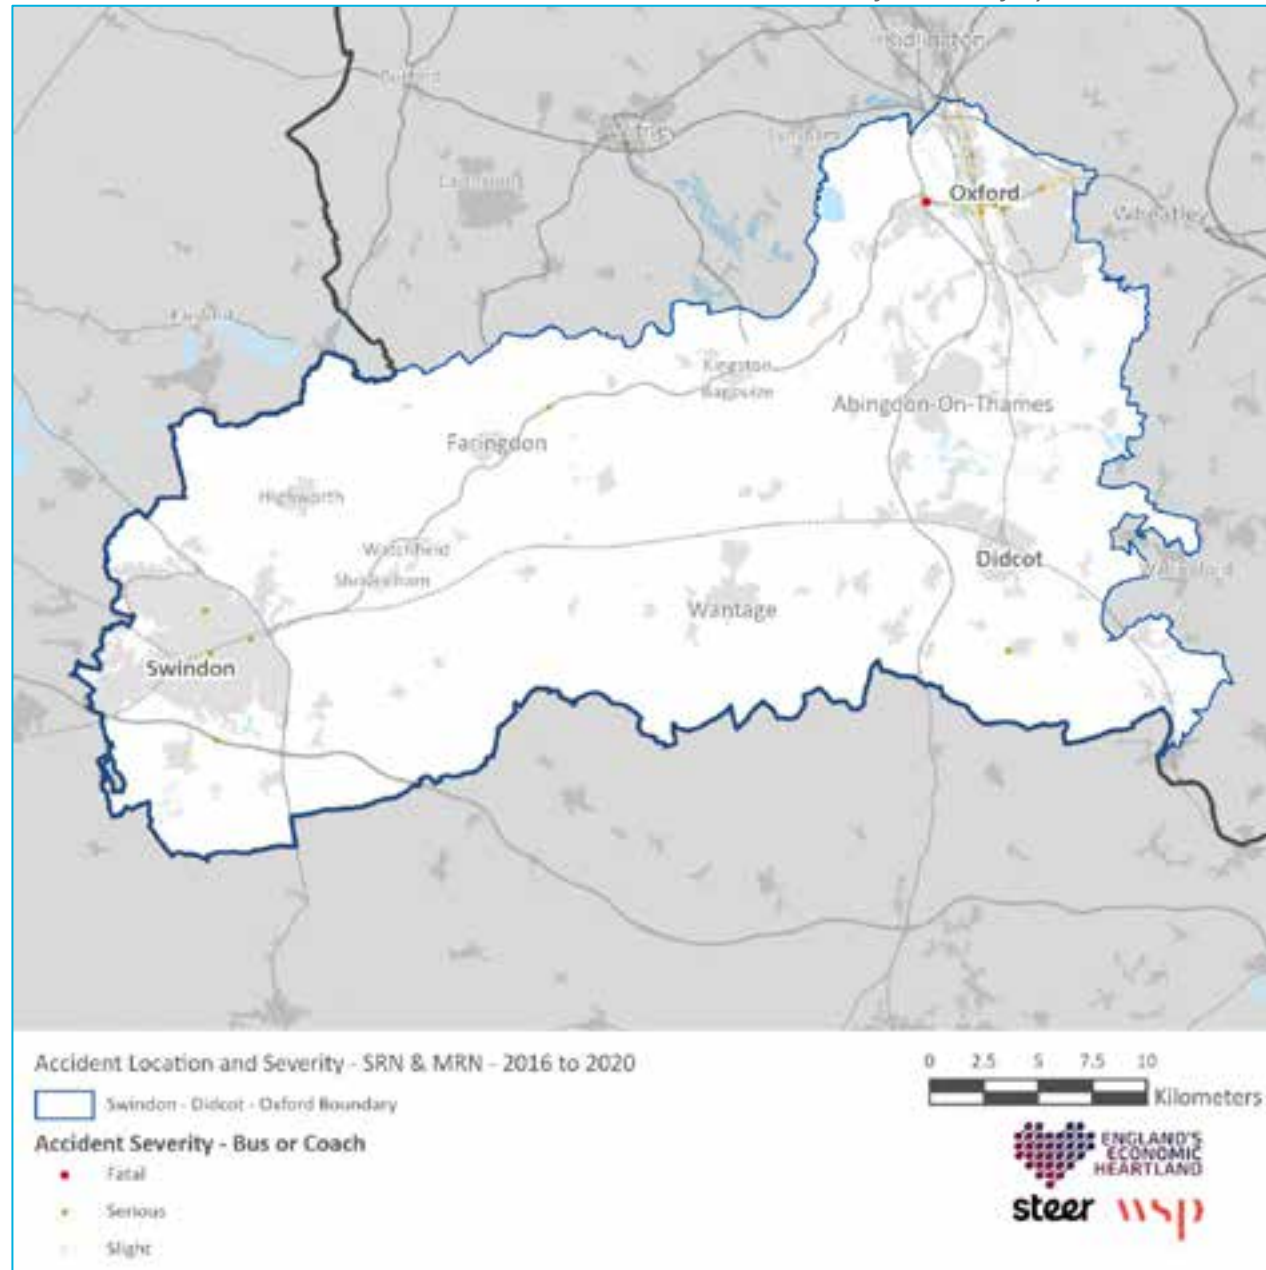 Oxford
Wheatley
Kingston
Bagpuize
Abingdon-On-Thames
Faringdon
Highworth
Watchfield
Shrivenham
Didcot
Wantage
Swindon
Accident Location and Severity - SRN & MRN - 2016 to 2020
0 2.5 5 7.5 10
Kilometers
Swindon - Didcot - Oxford Boundary
Accident Severity - Bus or Coach
Fatal
Serious
Slight
ENGLAND'S
ECONOMIC
HEARTLAND
steer wsp